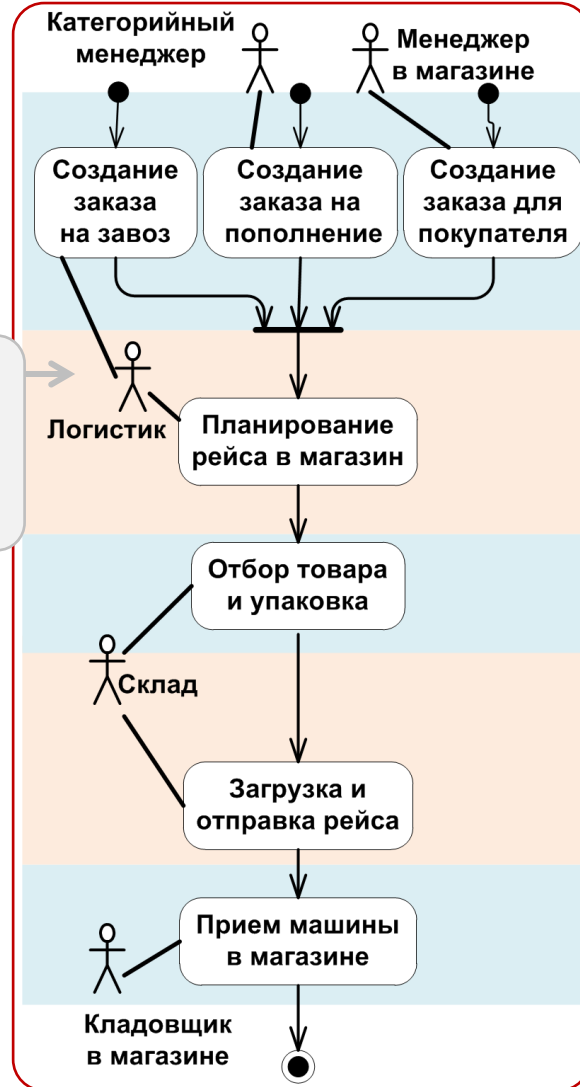 Категорийный
менеджер
Менеджер
в магазине
Создание
заказа
на завоз
Создание
заказа на
пополнение
Создание
заказа для
покупателя
Логистик
Планирование
рейса в магазин
Отбор товара
и упаковка
Склад
Загрузка и
отправка рейса
Прием машины
в магазине
Кладовщик
в магазине